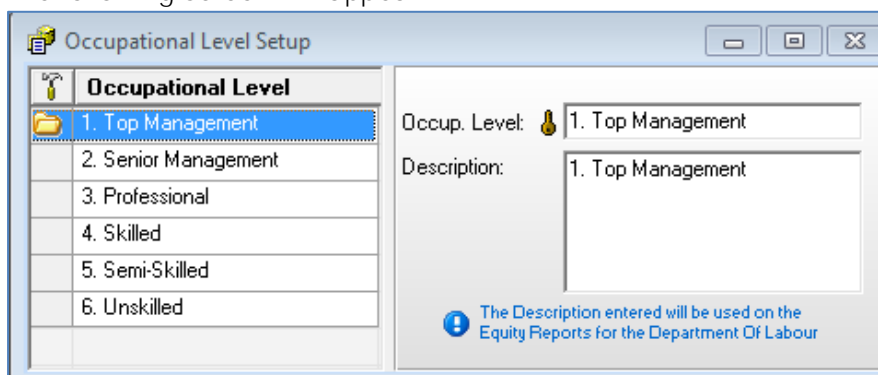 Occupational Level Setup
Occupational Level
1. Top Management
2. Senior Management
3. Professional
4. Skilled
5. Semi-Skilled
6. Unskilled
Occup. Level: 1. Top Management
Description: 1. Top Management
The Description entered will be used on the
Equity Reports for the Department Of Labour